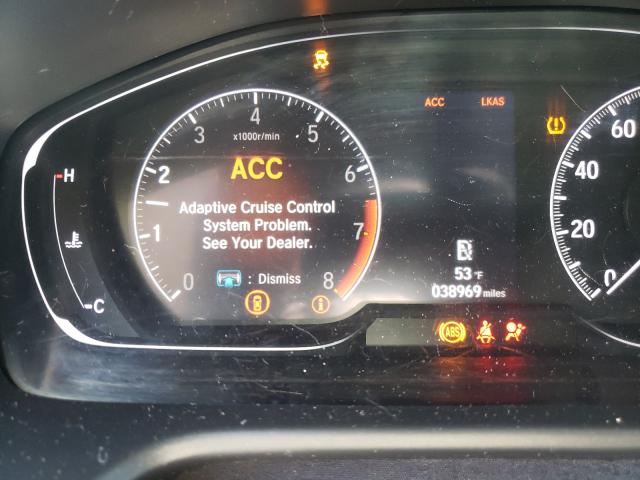 ACC LKAS
4
3 5
x1000r/min
60
2 ACC 6
40
H
Adaptive Cruise Control
System Problem.
See Your Dealer.
1 7
20
: Dismiss
0 8
53 °F
0
C
038969 miles
ABS